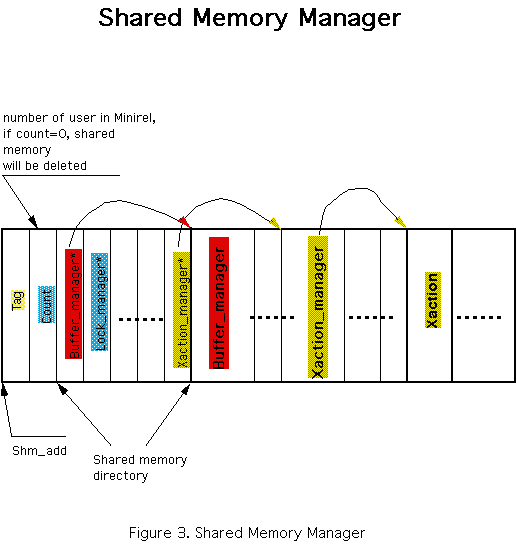 Shared Memory Manager
number of user in Minirel,
if count=0, shared
memory
will be deleted
Tag
Count
Buffer_manager*
Lock_manager*
......
Xaction_manager*
Buffer_manager
......
Xaction_manager
......
Xaction
......
Shm_add
Shared memory
directory
Figure 3. Shared Memory Manager